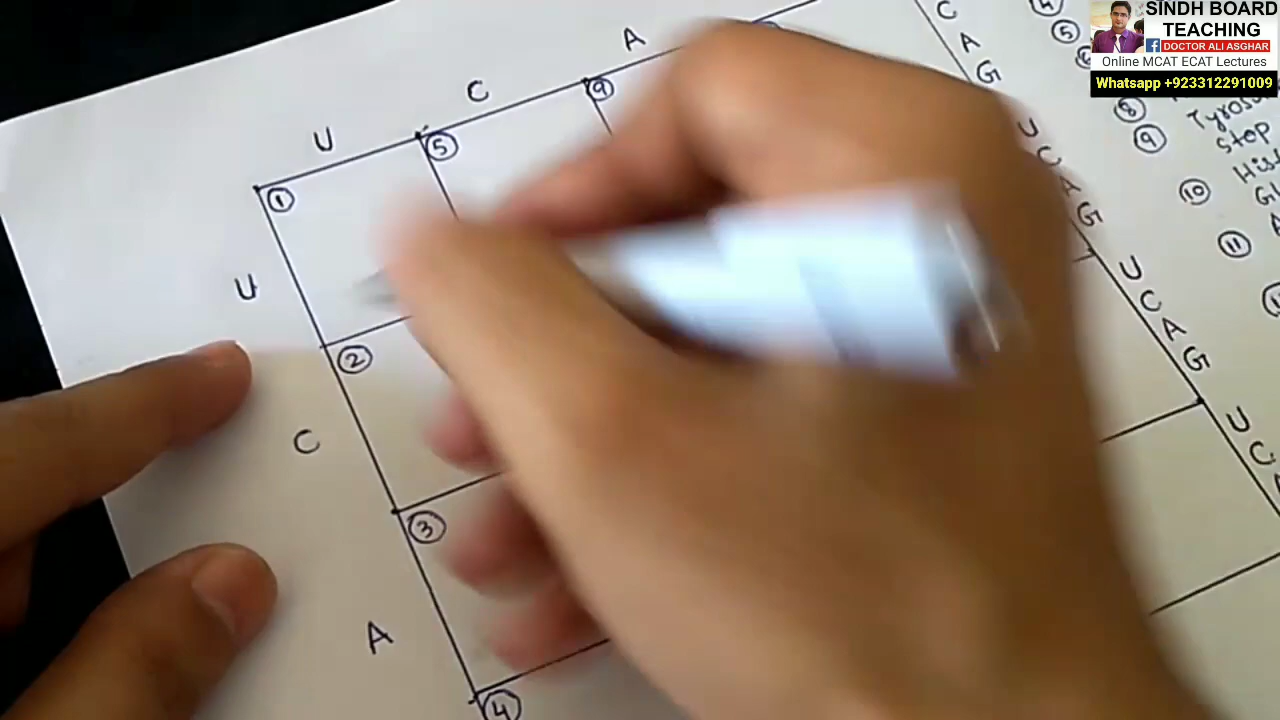 SINDH BOARD
TEACHING
DOCTOR ALI ASGHAR
Online MCAT ECAT Lectures
Whatsapp +923312291009
U C A
1 5 9
U
2
C
3
A
4
C
A
G
U
C
A
G
U
C
A
G
U
C
5
8
9
Stop
10
11